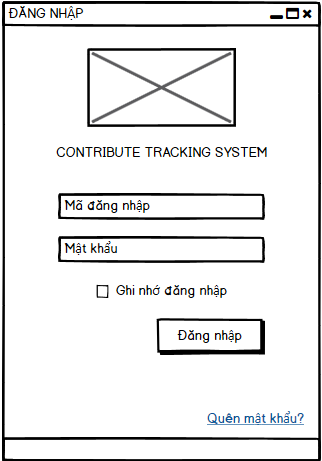 ĐĂNG NHẬP
CONTRIBUTE TRACKING SYSTEM
Mã đăng nhập
Mật khẩu
Ghi nhớ đăng nhập
Đăng nhập
Quên mật khẩu?